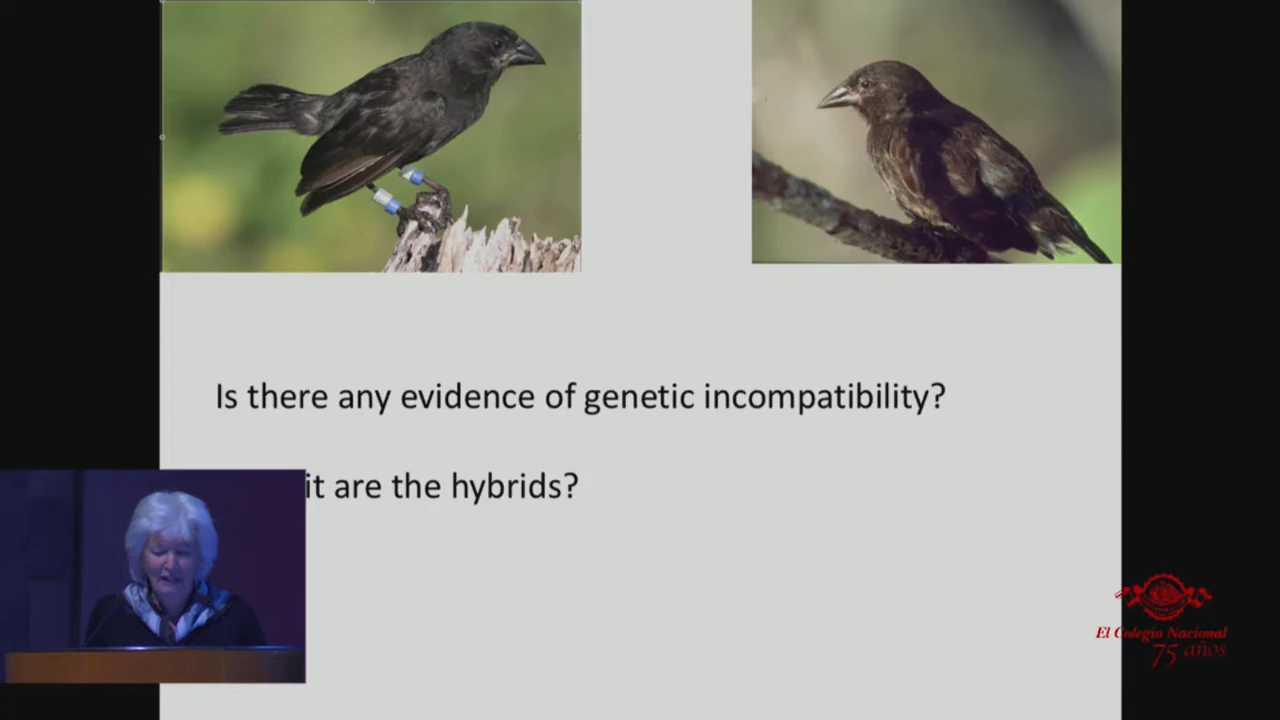 Is there any evidence of genetic incompatibility?
it are the hybrids?
El Colegio Nacional
75 años